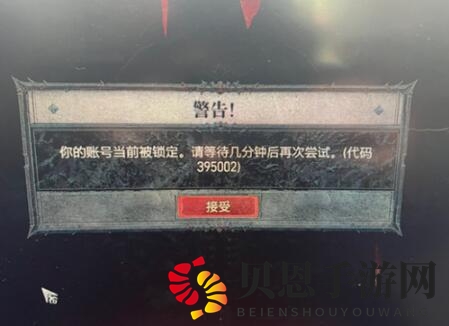 警告!
你的账号当前被锁定。请等待几分钟后再次尝试。(代码
395002)
接受
贝恩手游网
BEIENSHOUYOUWA